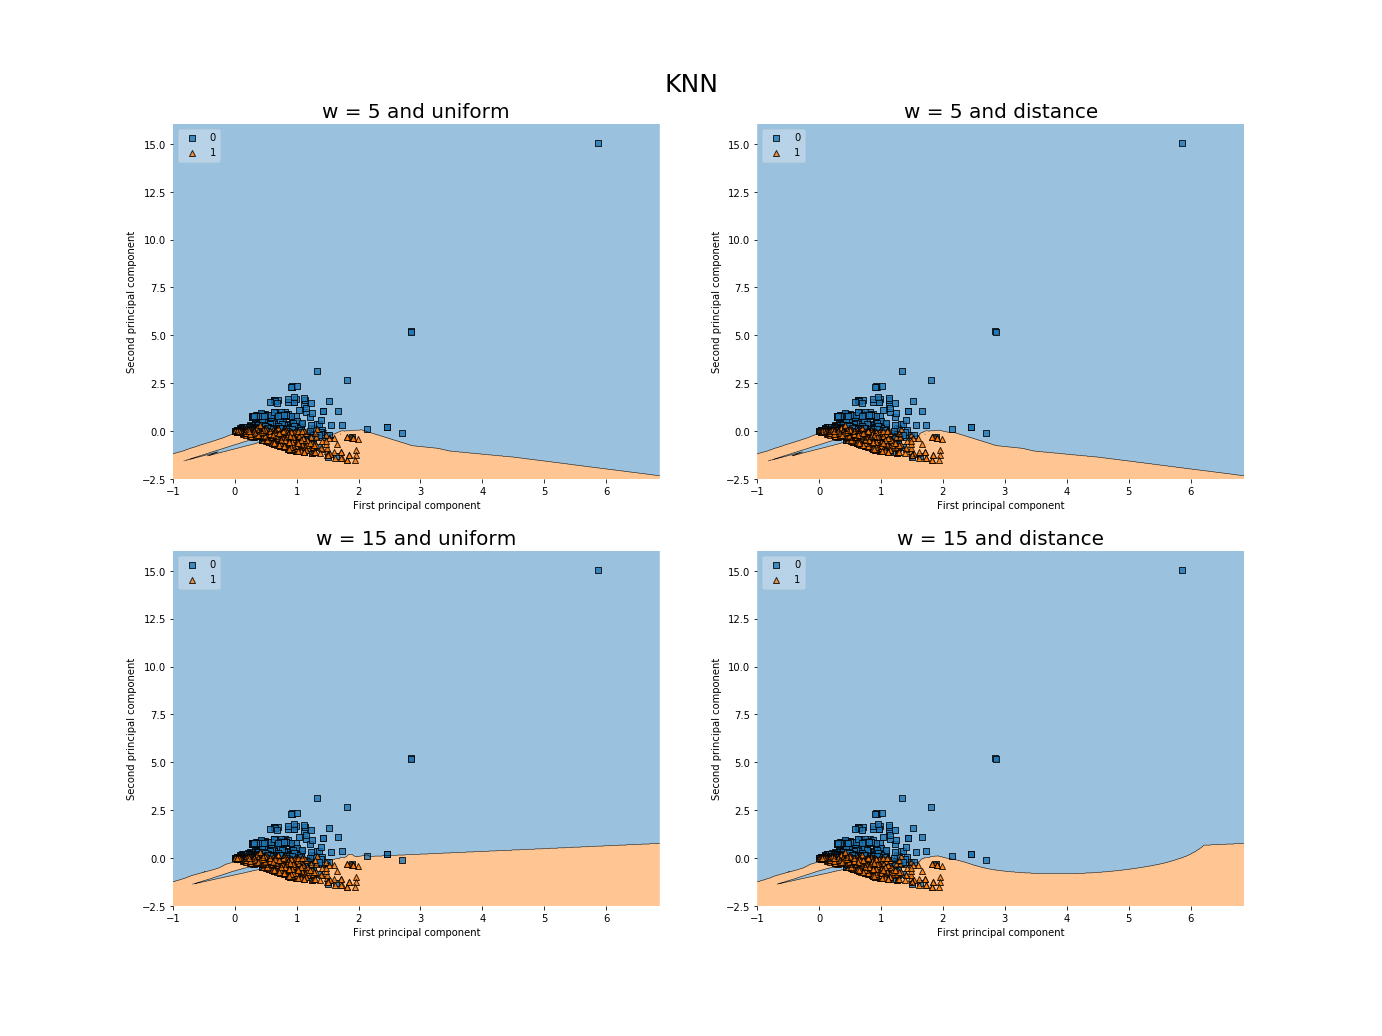 KNN
w = 5 and uniform
0
1
15.0
12.5
10.0
7.5
5.0
2.5
0.0
−2.5
Second principal component
−1 0 1 2 3 4 5 6
First principal component
w = 5 and distance
0
1
15.0
12.5
10.0
7.5
5.0
2.5
0.0
−2.5
Second principal component
−1 0 1 2 3 4 5 6
First principal component
w = 15 and uniform
0
1
15.0
12.5
10.0
7.5
5.0
2.5
0.0
−2.5
Second principal component
−1 0 1 2 3 4 5 6
First principal component
w = 15 and distance
0
1
15.0
12.5
10.0
7.5
5.0
2.5
0.0
−2.5
Second principal component
−1 0 1 2 3 4 5 6
First principal component